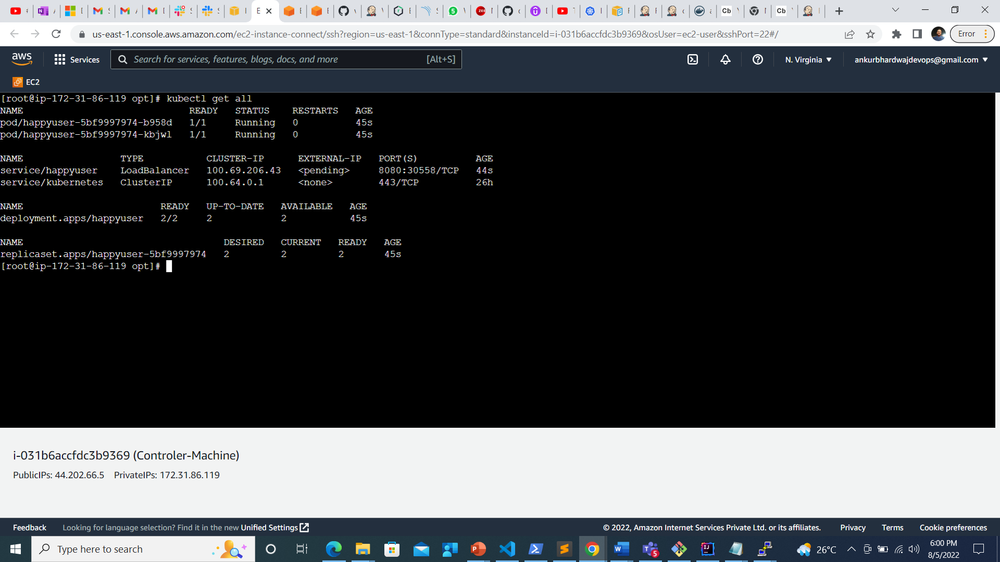 E
Cb
Cb
us-east-1.console.aws.amazon.com/ec2-instance-connect/ssh?region=us-east-1&connType=standard&instanceId=i-031b6accfdc3b9369&osUser=ec2-user&sshPort=22#/
Error
aws
Services
Search for services, features, blogs, docs, and more [Alt+S]
N. Virginia
ankurbhardwajdevops@gmail.com
EC2
[root@ip-172-31-86-119 opt]# kubectl get all
NAME READY STATUS RESTARTS AGE
pod/happyuser-5bf9997974-b958d 1/1 Running 0 45s
pod/happyuser-5bf9997974-kbjwl 1/1 Running 0 45s
NAME TYPE CLUSTER-IP EXTERNAL-IP PORT(S) AGE
service/happyuser LoadBalancer 100.69.206.43 <pending> 8080:30558/TCP 44s
service/kubernetes ClusterIP 100.64.0.1 <none> 443/TCP 26h
NAME READY UP-TO-DATE AVAILABLE AGE
deployment.apps/happyuser 2/2 2 2 45s
NAME DESIRED CURRENT READY AGE
replicaset.apps/happyuser-5bf9997974 2 2 2 45s
[root@ip-172-31-86-119 opt]#
i-031b6accfdc3b9369 (Controler-Machine)
PublicIPs: 44.202.66.5 PrivateIPs: 172.31.86.119
Feedback Looking for language selection? Find it in the new Unified Settings © 2022, Amazon Internet Services Private Ltd. or its affiliates. Privacy Terms Cookie preferences
Type here to search
26°C
6:00 PM
8/5/2022